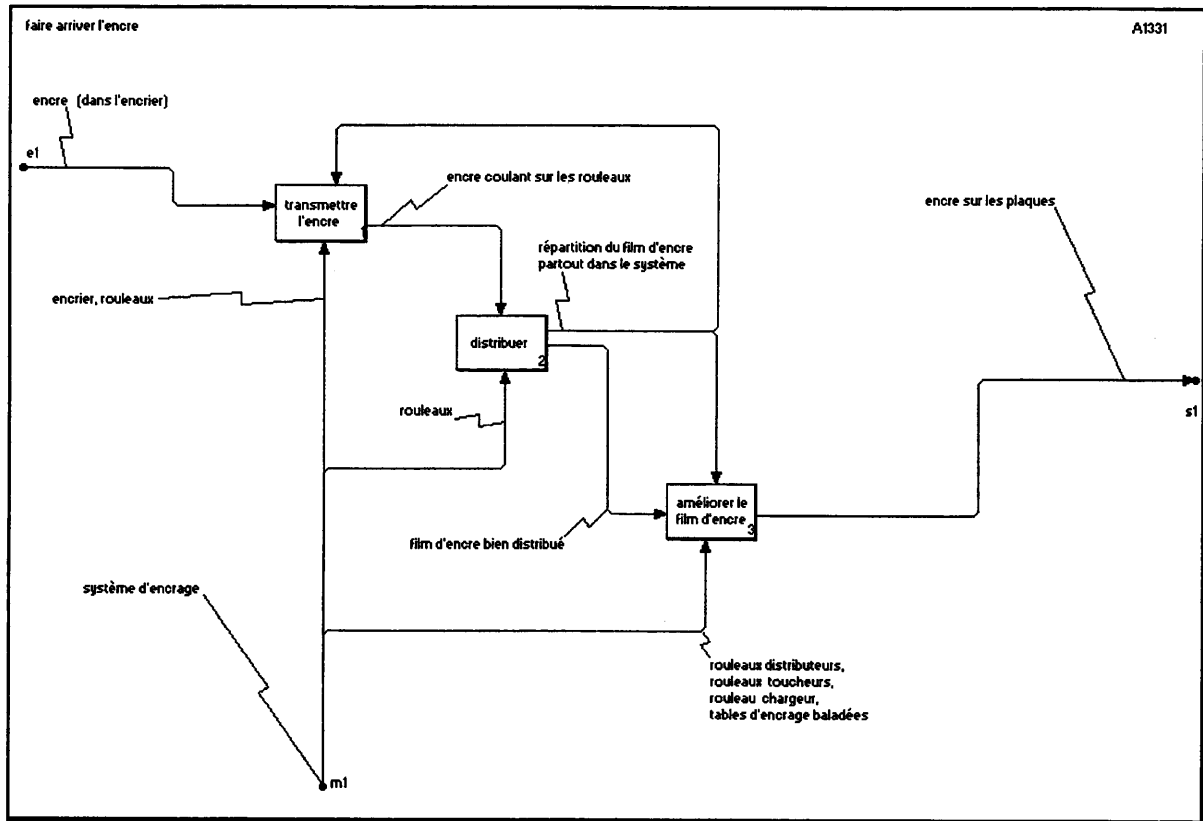 faire arriver l'encre
A1331
encre (dans l'encrier)
e1
transmettre
l'encre
1
encre coulant sur les rouleaux
encre sur les plaques
répartition du film d'encre
partout dans le système
encrier, rouleaux
distribuer
2
rouleaux
s1
améliorer le
film d'encre
3
film d'encre bien distribué
système d'encrage
rouleaux distributeurs,
rouleaux toucheurs,
rouleau chargeur,
tables d'encrage baladées
m1